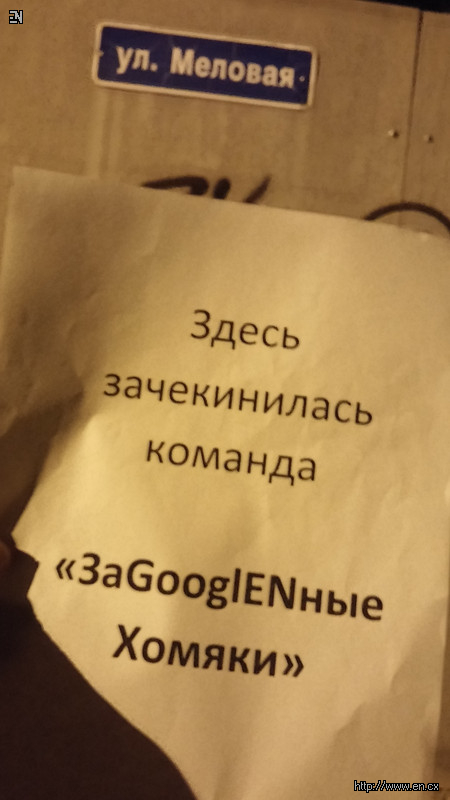 EN
ул. Меловая
Здесь
зачекинилась
команда
«ЗаGooglENные
Хомяки»
http://www.en.cx